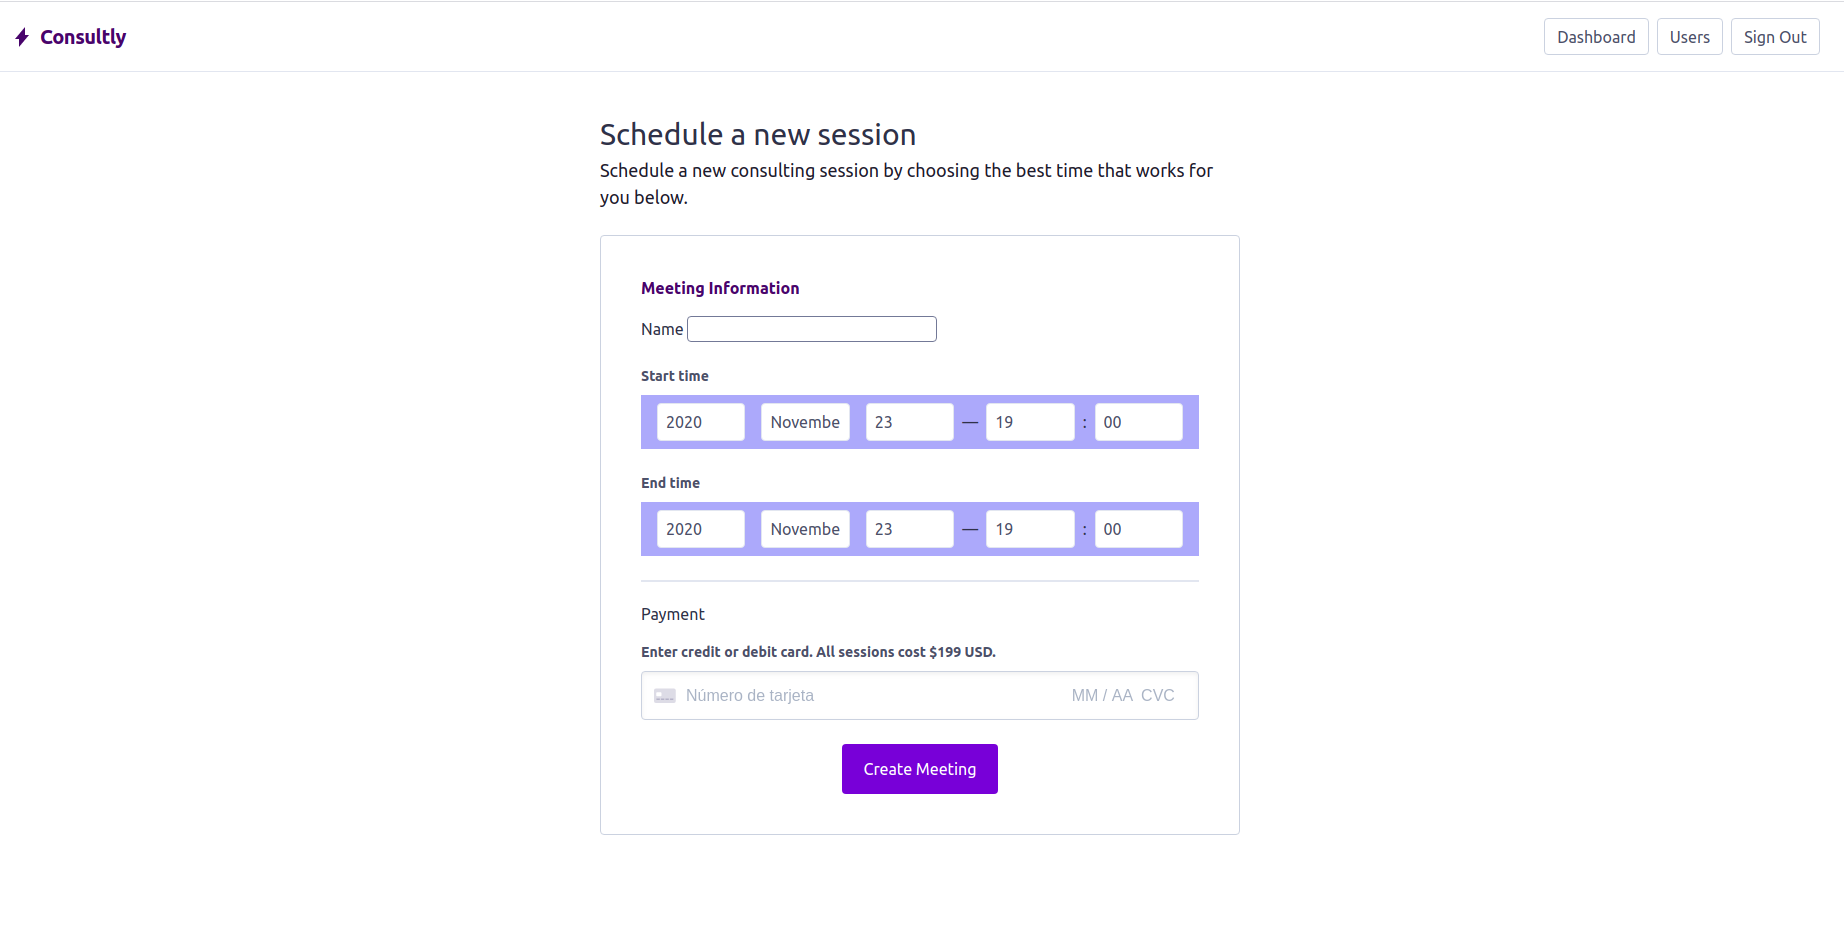 Consultly
Dashboard Users Sign Out
Schedule a new session
Schedule a new consulting session by choosing the best time that works for
you below.
Meeting Information
Name
Start time
2020 Novembe 23 — 19 : 00
End time
2020 Novembe 23 — 19 : 00
Payment
Enter credit or debit card. All sessions cost $199 USD.
Número de tarjeta MM / AA CVC
Create Meeting